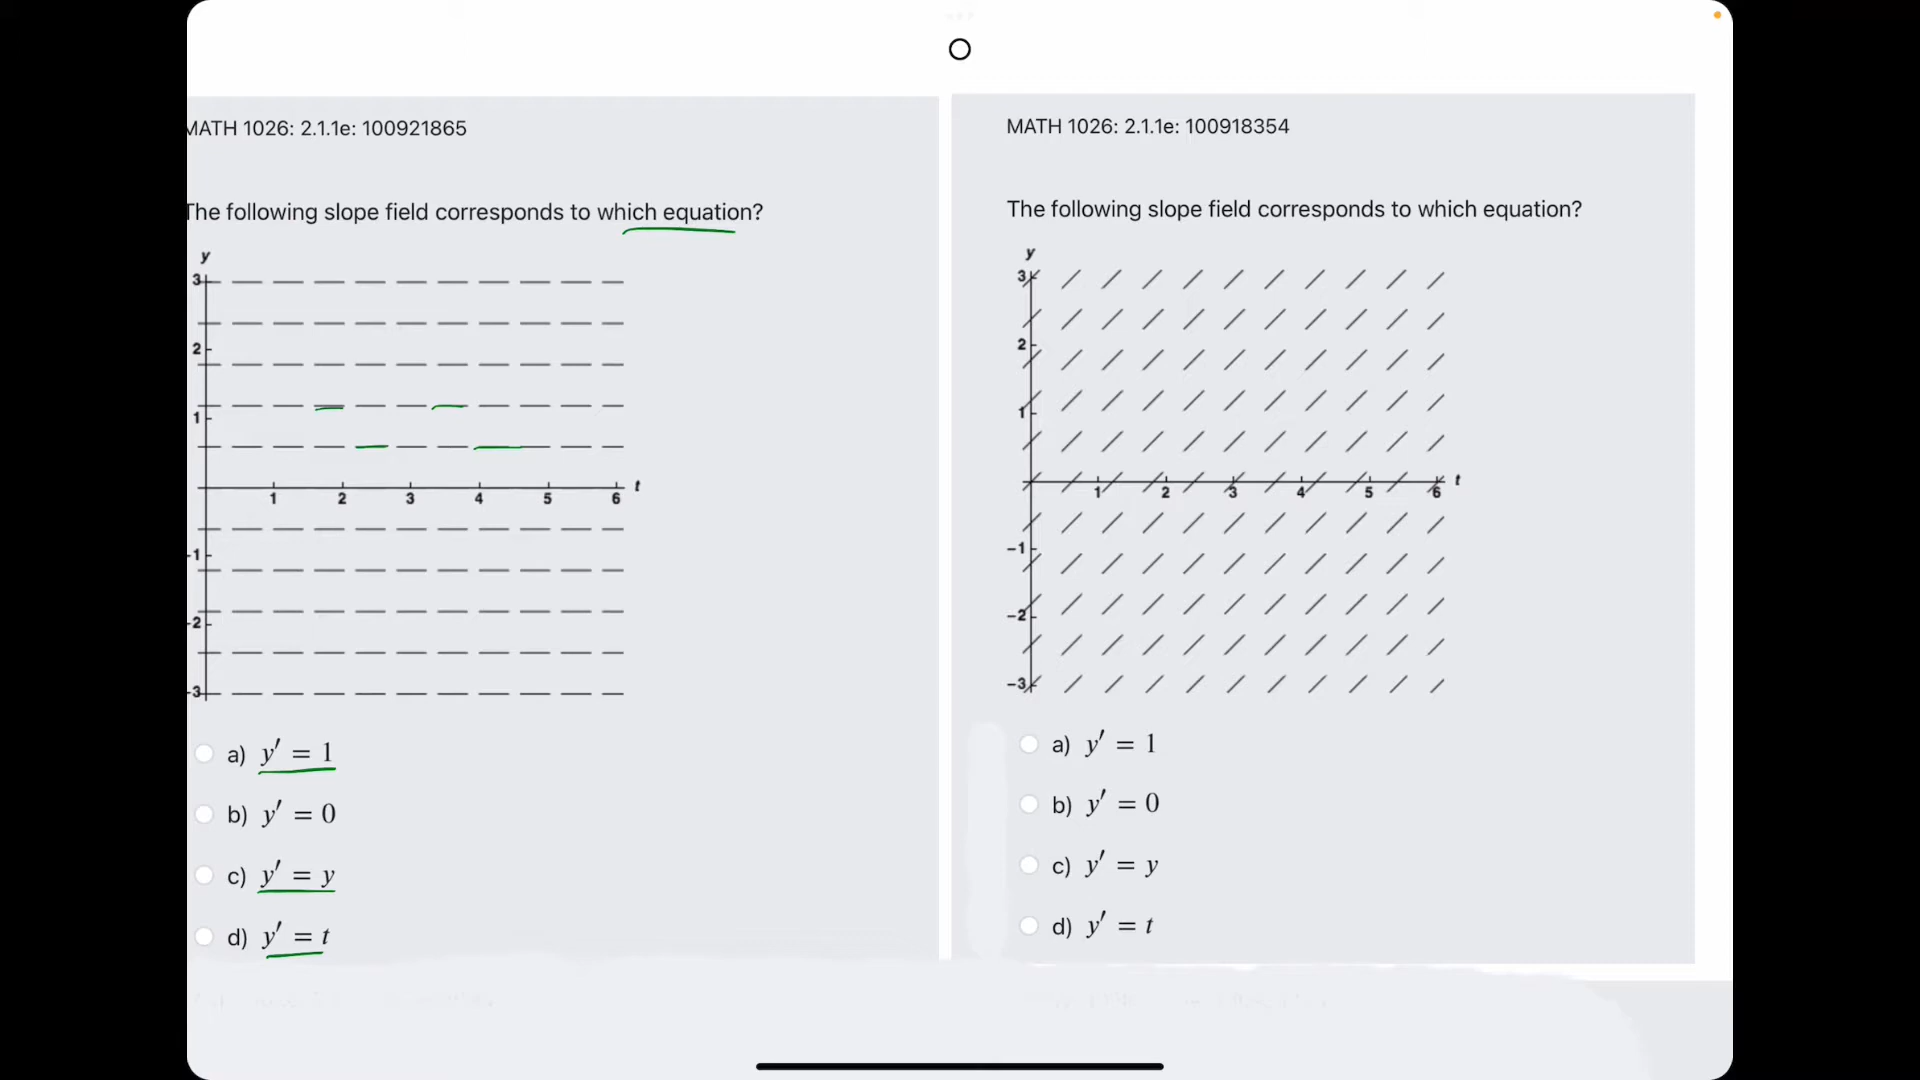 MATH 1026: 2.1.1e: 100921865
The following slope field corresponds to which equation?
y
3
2
1
t
1 2 3 4 5 6
-1
-2
-3
a) y′ = 1
b) y′ = 0
c) y′ = y
d) y′ = t
MATH 1026: 2.1.1e: 100918354
The following slope field corresponds to which equation?
y
3
2
1
t
1 2 3 4 5 6
−1
−2
−3
a) y′ = 1
b) y′ = 0
c) y′ = y
d) y′ = t